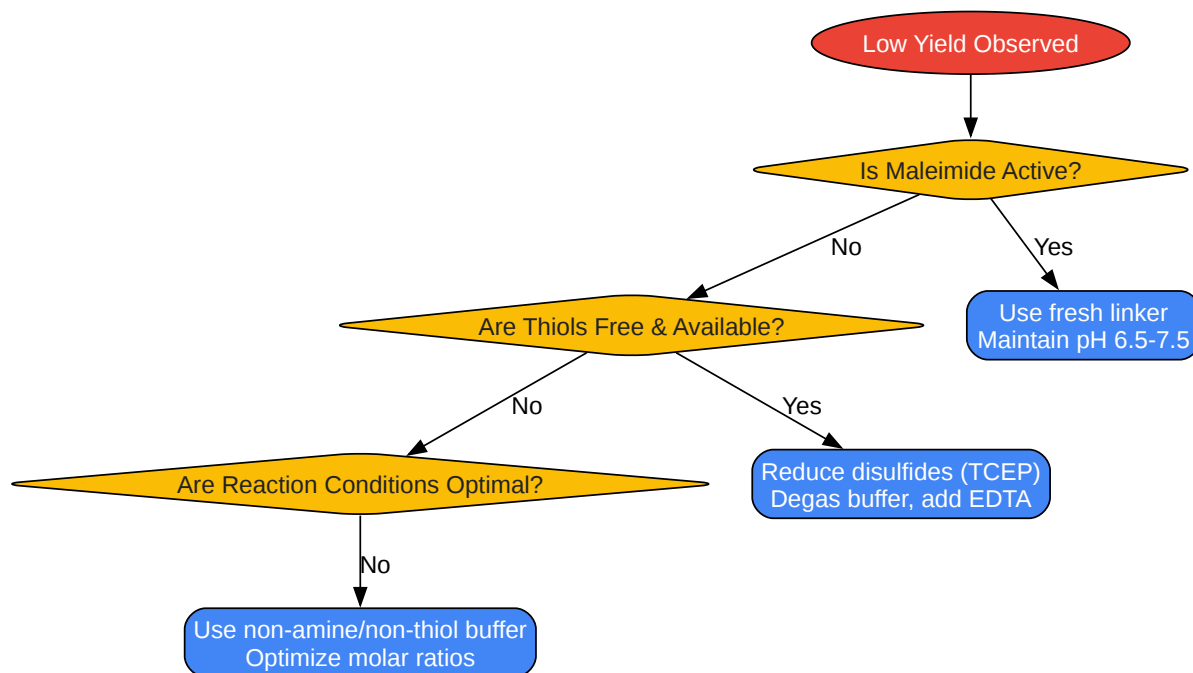 Low Yield Observed
Is Maleimide Active?
No
Yes
Use fresh linker
Maintain pH 6.5-7.5
Are Thiols Free & Available?
No
Yes
Reduce disulfides (TCEP)
Degas buffer, add EDTA
Are Reaction Conditions Optimal?
No
Use non-amine/non-thiol buffer
Optimize molar ratios